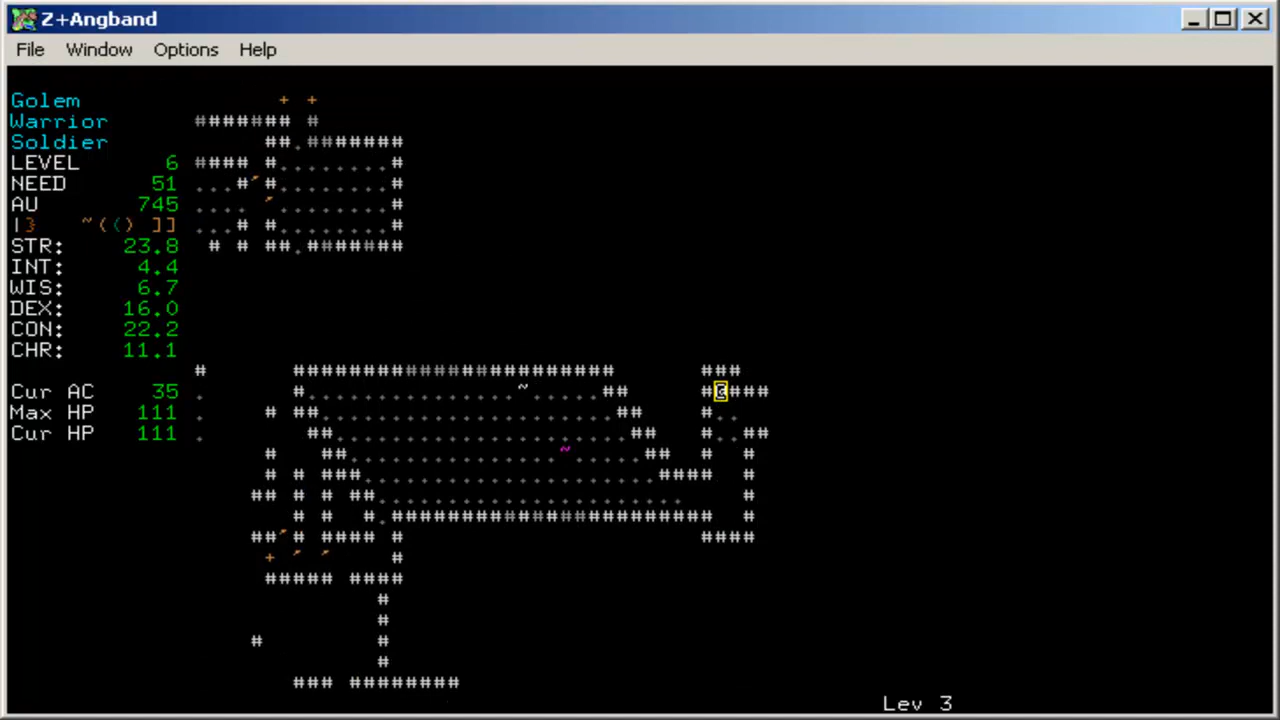 Z+Angband
File Window Options Help
Golem
Warrior
Soldier
LEVEL 6
NEED 51
AU 745
STR: 23.8
INT: 4.4
WIS: 6.7
DEX: 16.0
CON: 22.2
CHR: 11.1
Cur AC 35
Max HP 111
Cur HP 111
Lev 3